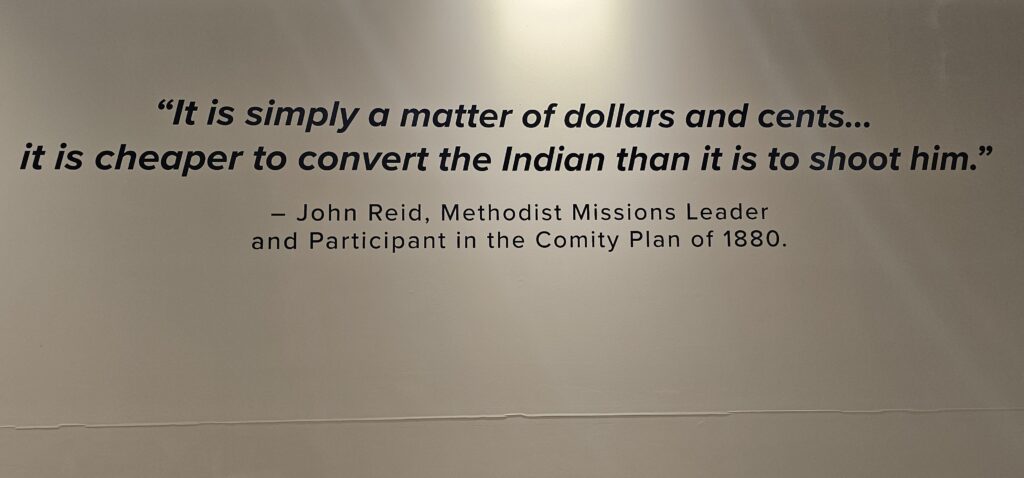 “It is simply a matter of dollars and cents...
it is cheaper to convert the Indian than it is to shoot him.”
– John Reid, Methodist Missions Leader
and Participant in the Comity Plan of 1880.